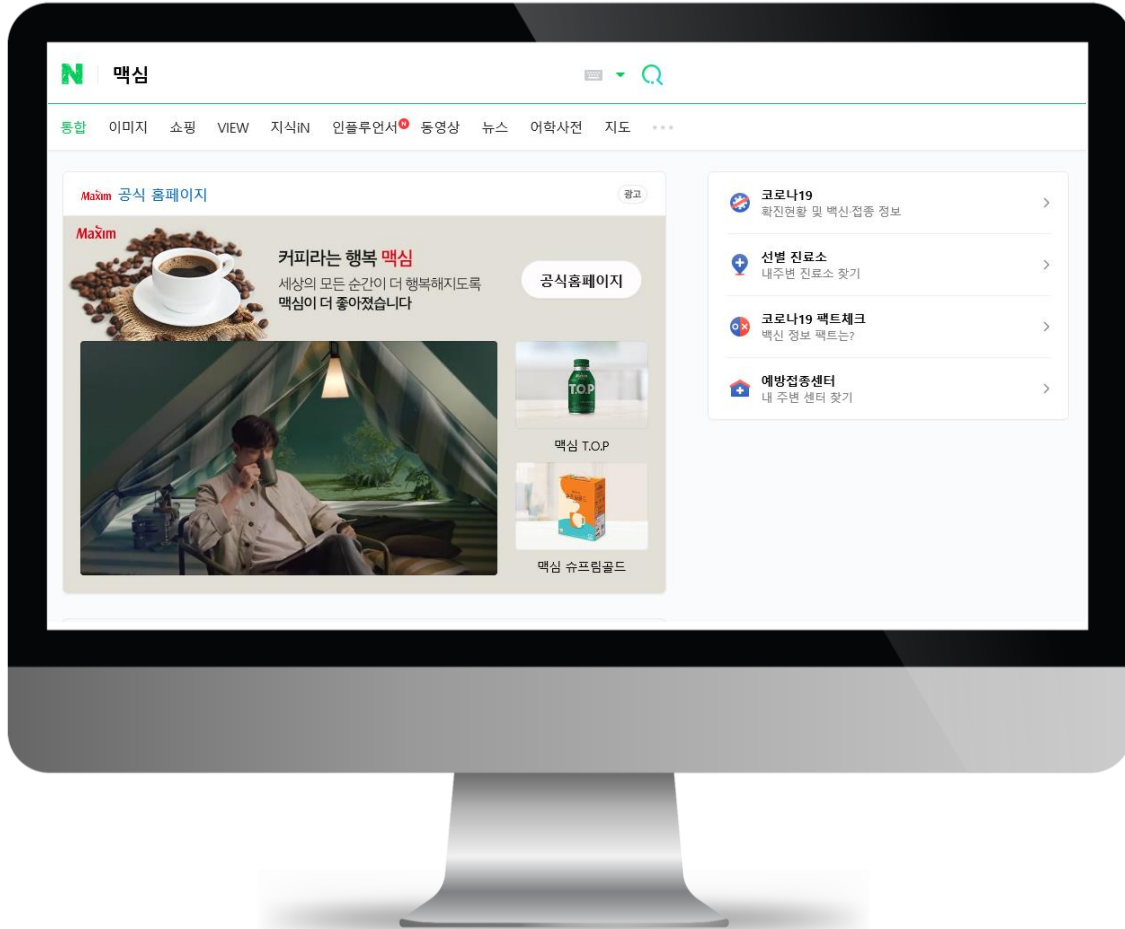 N 맥심
통합 이미지 쇼핑 VIEW 지식iN 인플루언서 N 동영상 뉴스 어학사전 지도
Maxim 공식 홈페이지 광고
Maxim
커피라는 행복 맥심
세상의 모든 순간이 더 행복해지도록
맥심이 더 좋아졌습니다
공식홈페이지
T.O.P
맥심 T.O.P
맥심 슈프림골드
코로나19
확진현황 및 백신·접종 정보
선별 진료소
내주변 진료소 찾기
코로나19 팩트체크
백신 정보 팩트는?
예방접종센터
내 주변 센터 찾기